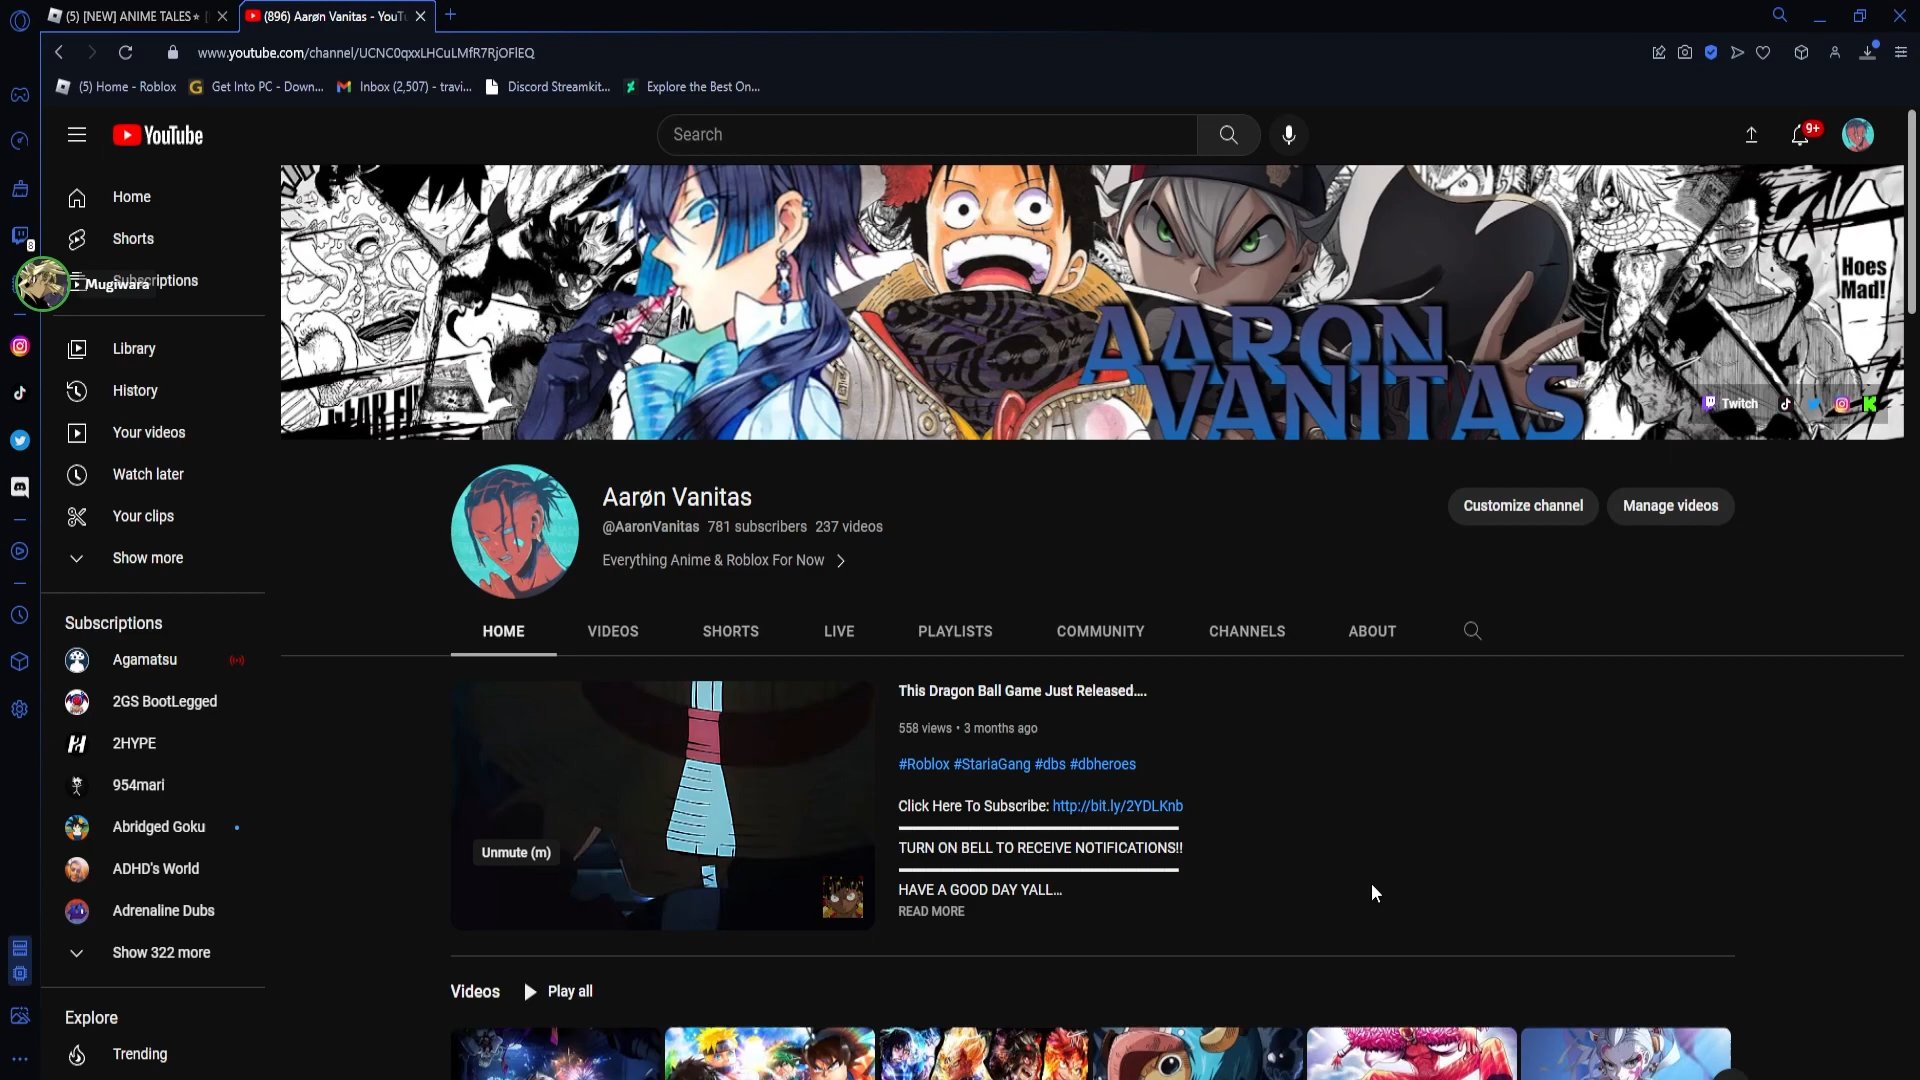 (5) [NEW] ANIME TALES
(896) Aarøn Vanitas - YouTu
www.youtube.com/channel/UCNC0qxxLHCuLMfR7RjOFlEQ
(5) Home - Roblox
Get Into PC - Down...
Inbox (2,507) - travi...
Discord Streamkit...
Explore the Best On...
YouTube
Search
9+
Home
Shorts
8
Subscriptions
Mugiwara
Library
History
Your videos
Watch later
Your clips
Show more
Subscriptions
Agamatsu
2GS BootLegged
2HYPE
954mari
Abridged Goku
ADHD's World
Adrenaline Dubs
Show 322 more
Explore
Trending
Hoes
Mad!
AARON
VANITAS
Twitch
Aarøn Vanitas
@AaronVanitas 781 subscribers 237 videos
Everything Anime & Roblox For Now
Customize channel
Manage videos
HOME
VIDEOS
SHORTS
LIVE
PLAYLISTS
COMMUNITY
CHANNELS
ABOUT
Unmute (m)
This Dragon Ball Game Just Released....
558 views • 3 months ago
#Roblox #StariaGang #dbs #dbheroes
Click Here To Subscribe: http://bit.ly/2YDLKnb
TURN ON BELL TO RECEIVE NOTIFICATIONS!!
HAVE A GOOD DAY YALL...
READ MORE
Videos
Play all